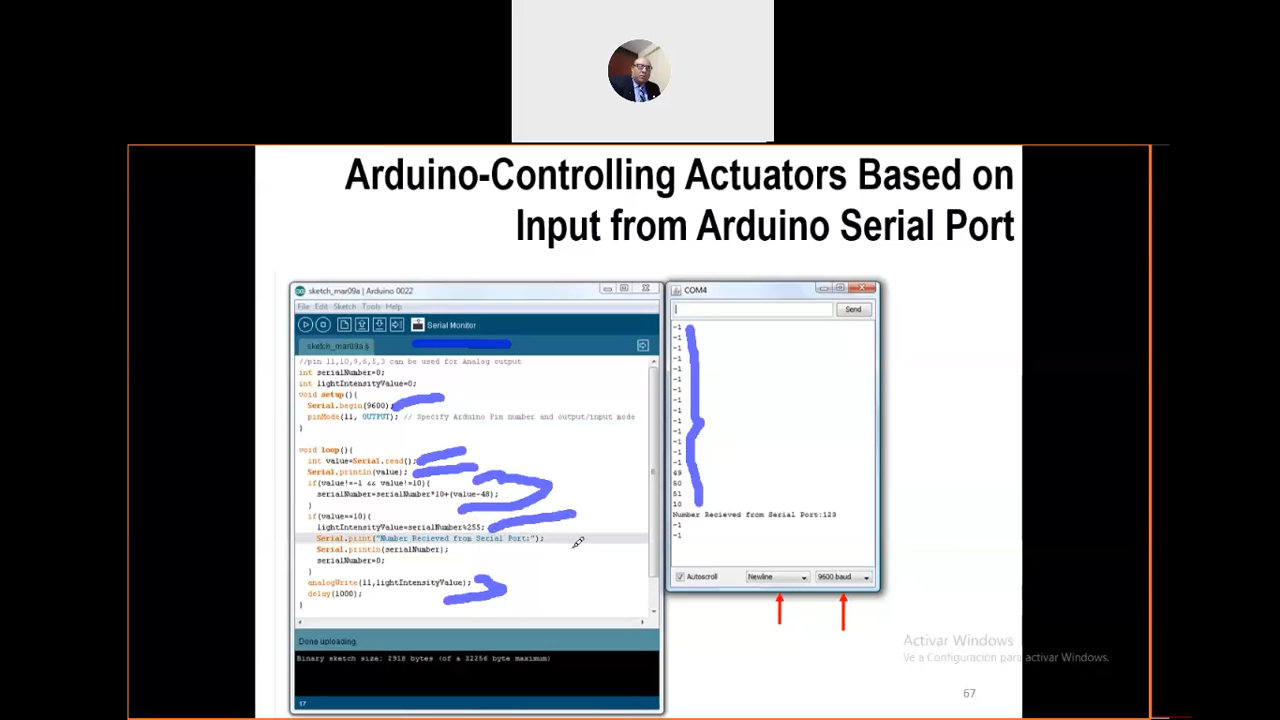 Arduino-Controlling Actuators Based on
Input from Arduino Serial Port
sketch_mar09a | Arduino 0022
File Edit Sketch Tools Help
Serial Monitor
sketch_mar09a §
//pin 11,10,9,6,5,3 can be used for Analog output
int serialNumber=0;
int lightIntensityValue=0;
void setup(){
Serial.begin(9600);
pinMode(11, OUTPUT); // Specify Arduino Pin number and output/input mode
}
void loop(){
int value=Serial.read();
Serial.println(value);
if(value!=-1 && value!=10){
serialNumber=serialNumber*10+(value-48);
}
if(value==10){
lightIntensityValue=serialNumber%255;
Serial.print("Number Recieved from Serial Port:");
Serial.println(serialNumber);
serialNumber=0;
}
analogWrite(11,lightIntensityValue);
delay(1000);
}
Done uploading.
Binary sketch size: 2918 bytes (of a 32256 byte maximum)
17
COM4
Send
-1
-1
-1
-1
-1
-1
-1
-1
-1
-1
-1
-1
-1
-1
49
50
51
10
Number Recieved from Serial Port:123
-1
-1
Autoscroll
Newline
9600 baud
Activar Windows
Ve a Configuración para activar Windows.
67